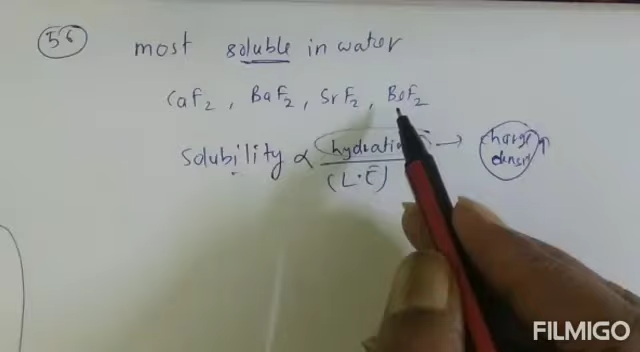 56 most soluble in water
CaF2, BaF2, SrF2, BeF2
Solubility ∝ hydration → charge density
(L.E)
FILMIGO